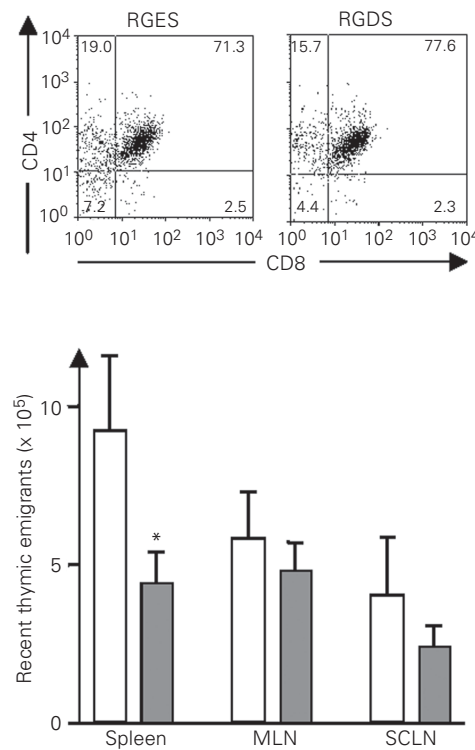 RGES RGDS
10⁴ 19.0 71.3 15.7 77.6
10³
10²
10¹
10⁰ 7.2 2.5 4.4 2.3
CD4
10⁰ 10¹ 10² 10³ 10⁴ 10⁰ 10¹ 10² 10³ 10⁴
CD8
Recent thymic emigrants (x 10⁵)
10
*
5
0
Spleen MLN SCLN